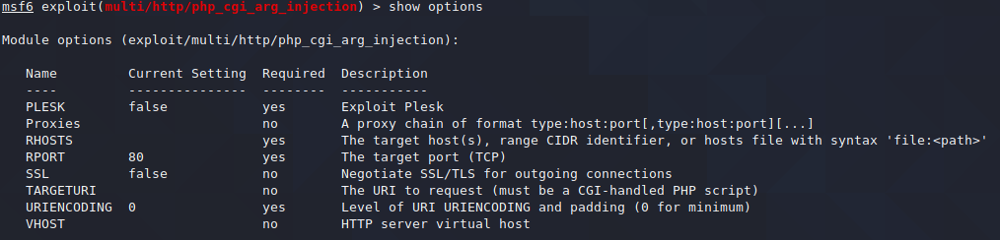 msf6 exploit(multi/http/php_cgi_arg_injection) > show options
Module options (exploit/multi/http/php_cgi_arg_injection):
Name Current Setting Required Description
---- --------------- -------- -----------
PLESK false yes Exploit Plesk
Proxies no A proxy chain of format type:host:port[,type:host:port][...]
RHOSTS yes The target host(s), range CIDR identifier, or hosts file with syntax 'file:<path>'
RPORT 80 yes The target port (TCP)
SSL false no Negotiate SSL/TLS for outgoing connections
TARGETURI no The URI to request (must be a CGI-handled PHP script)
URIENCODING 0 yes Level of URI URIENCODING and padding (0 for minimum)
VHOST no HTTP server virtual host